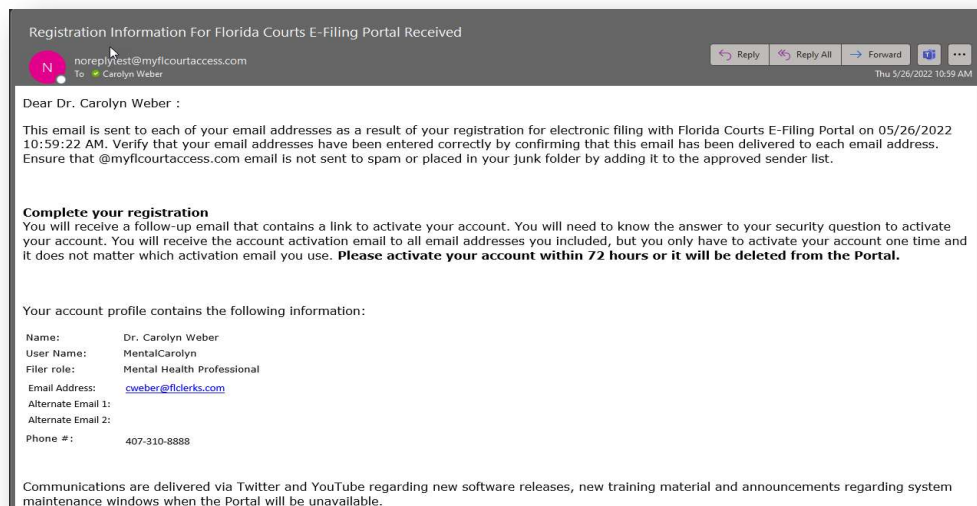 Registration Information For Florida Courts E-Filing Portal Received
N
noreplytest@myflcourtaccess.com
To Carolyn Weber
Reply Reply All Forward
Thu 5/26/2022 10:59 AM
Dear Dr. Carolyn Weber :
This email is sent to each of your email addresses as a result of your registration for electronic filing with Florida Courts E-Filing Portal on 05/26/2022
10:59:22 AM. Verify that your email addresses have been entered correctly by confirming that this email has been delivered to each email address.
Ensure that @myflcourtaccess.com email is not sent to spam or placed in your junk folder by adding it to the approved sender list.
Complete your registration
You will receive a follow-up email that contains a link to activate your account. You will need to know the answer to your security question to activate
your account. You will receive the account activation email to all email addresses you included, but you only have to activate your account one time and
it does not matter which activation email you use. Please activate your account within 72 hours or it will be deleted from the Portal.
Your account profile contains the following information:
Name: Dr. Carolyn Weber
User Name: MentalCarolyn
Filer role: Mental Health Professional
Email Address: cweber@flclerks.com
Alternate Email 1:
Alternate Email 2:
Phone #: 407-310-8888
Communications are delivered via Twitter and YouTube regarding new software releases, new training material and announcements regarding system
maintenance windows when the Portal will be unavailable.